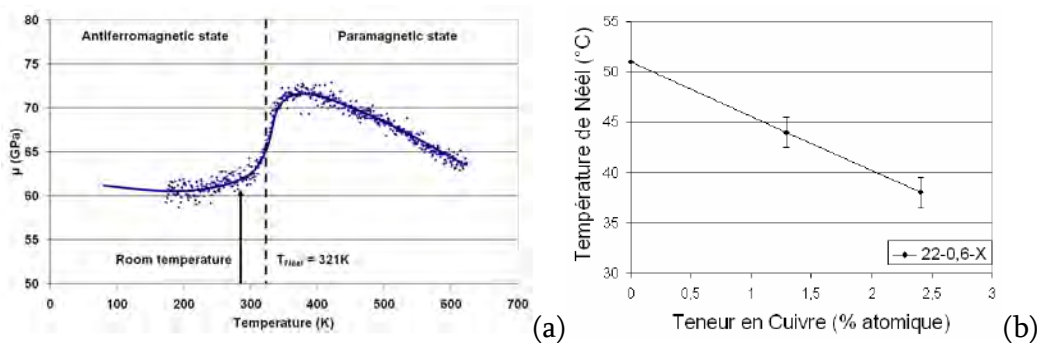 80
75
70
65
60
55
50
µ (GPa)
Antiferromagnetic state
Paramagnetic state
Room temperature
T_Néel = 321K
0
100
200
300
400
500
600
700
Temperature (K)
(a)
55
50
45
40
35
30
Température de Néél (°C)
22-0,6-X
0
0,5
1
1,5
2
2,5
3
Teneur en Cuivre (% atomique)
(b)